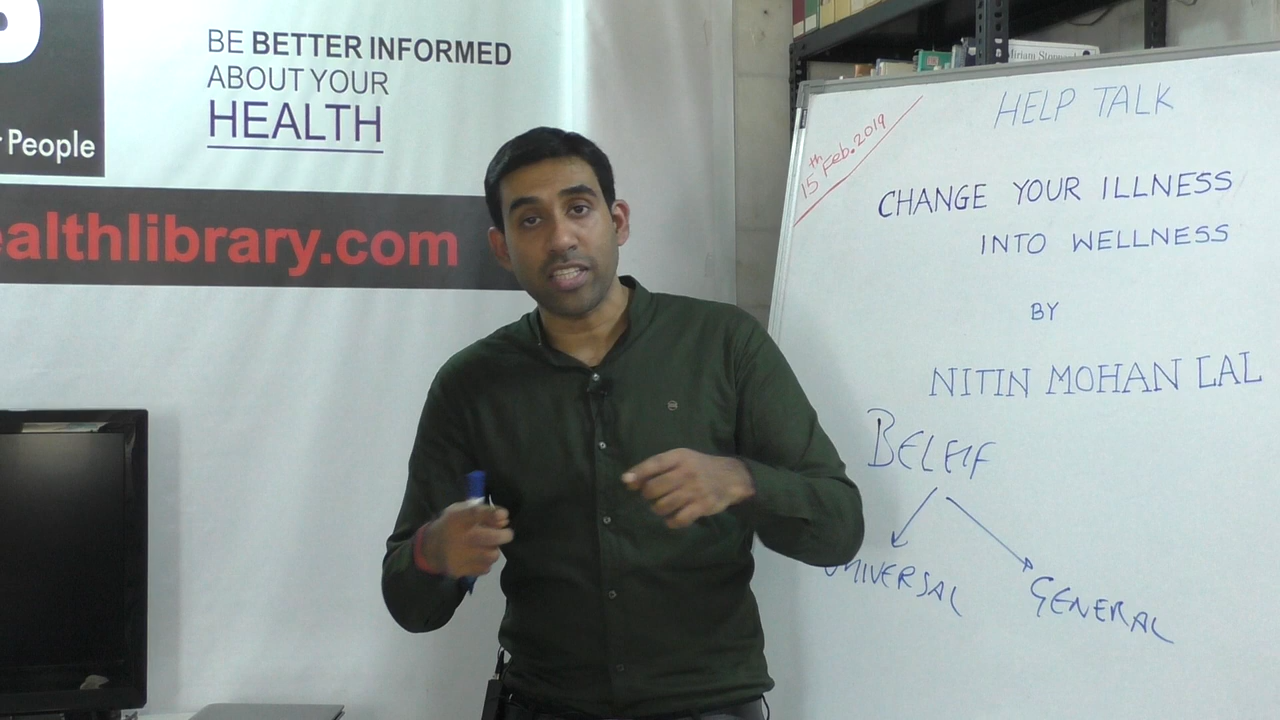 r People
BE BETTER INFORMED
ABOUT YOUR
HEALTH
ealthlibrary.com
15th Feb. 2019
HELP TALK
CHANGE YOUR ILLNESS
INTO WELLNESS
BY
NITIN MOHAN LAL
BELEIF
UNIVERSAL
GENERAL